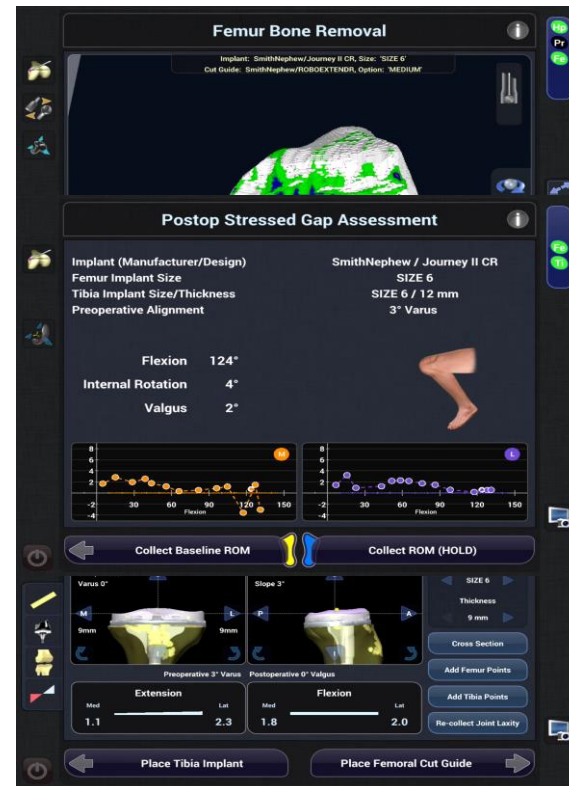 Femur Bone Removal
i
Hp
Pr
Fe
Implant: SmithNephew/Journey II CR, Size: 'SIZE 6'
Cut Guide: SmithNephew/ROBOEXTENDR, Option: 'MEDIUM'
Postop Stressed Gap Assessment
i
Fe
Ti
Implant (Manufacturer/Design) SmithNephew / Journey II CR
Femur Implant Size SIZE 6
Tibia Implant Size/Thickness SIZE 6 / 12 mm
Preoperative Alignment 3° Varus
Flexion 124°
Internal Rotation 4°
Valgus 2°
8
6
4
2
-2
-4
30 60 90 120 150
Flexion
M
8
6
4
2
-2
-4
30 60 90 120 150
Flexion
L
Collect Baseline ROM
Collect ROM (HOLD)
Varus 0°
M L
9mm 9mm
Slope 3°
P A
SIZE 6
Thickness
9 mm
Cross Section
Add Femur Points
Add Tibia Points
Re-collect Joint Laxity
Preoperative 3° Varus Postoperative 0° Valgus
Extension
Med Lat
1.1 2.3
Flexion
Med Lat
1.8 2.0
Place Tibia Implant
Place Femoral Cut Guide